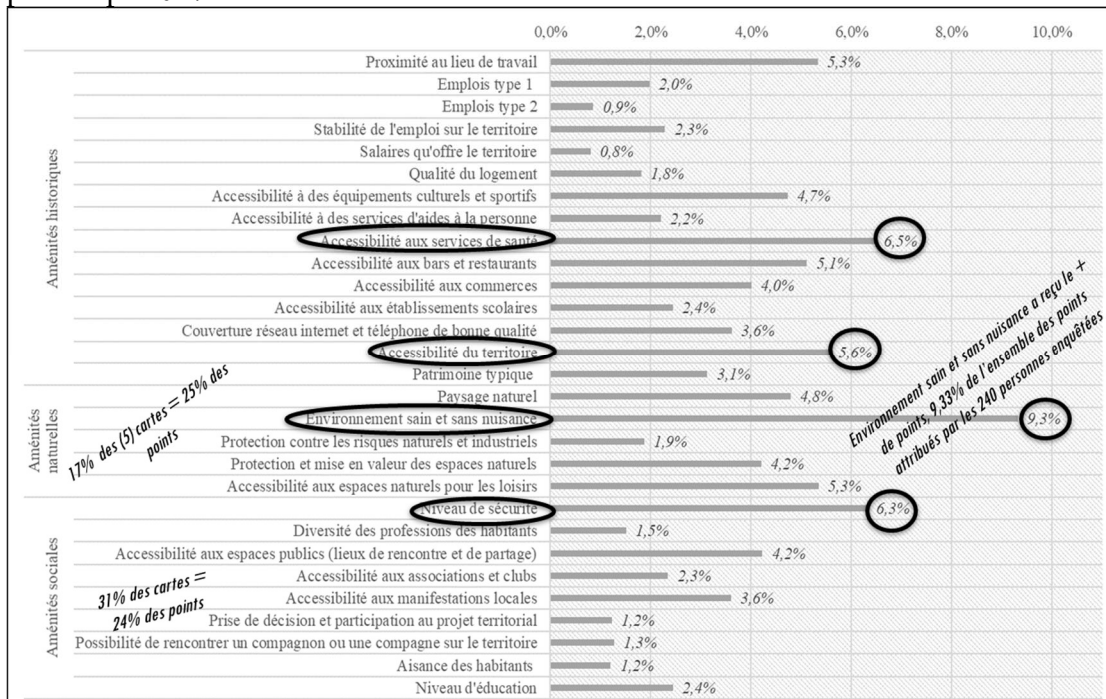 0,0% 2,0% 4,0% 6,0% 8,0% 10,0%
Aménités historiques
Proximité au lieu de travail 5,3%
Emplois type 1 2,0%
Emplois type 2 0,9%
Stabilité de l'emploi sur le territoire 2,3%
Salaires qu'offre le territoire 0,8%
Qualité du logement 1,8%
Accessibilité à des équipements culturels et sportifs 4,7%
Accessibilité à des services d'aides à la personne 2,2%
Accessibilité aux services de santé 6,5%
Accessibilité aux bars et restaurants 5,1%
Accessibilité aux commerces 4,0%
Accessibilité aux établissements scolaires 2,4%
Couverture réseau internet et téléphone de bonne qualité 3,6%
Accessibilité du territoire 5,6%
Patrimoine typique 3,1%
Aménités
naturelles
Paysage naturel 4,8%
Environnement sain et sans nuisance 9,3%
Protection contre les risques naturels et industriels 1,9%
Protection et mise en valeur des espaces naturels 4,2%
Accessibilité aux espaces naturels pour les loisirs 5,3%
17% des (5) cartes = 25% des
points
Environnement sain et sans nuisance a reçu le +
de points, 9,33% de l'ensemble des points
attribués par les 240 personnes enquêtées
Aménités sociales
Niveau de sécurité 6,3%
Diversité des professions des habitants 1,5%
Accessibilité aux espaces publics (lieux de rencontre et de partage) 4,2%
Accessibilité aux associations et clubs 2,3%
Accessibilité aux manifestations locales 3,6%
Prise de décision et participation au projet territorial 1,2%
Possibilité de rencontrer un compagnon ou une compagne sur le territoire 1,3%
Aisance des habitants 1,2%
Niveau d'éducation 2,4%
31% des cartes =
24% des points